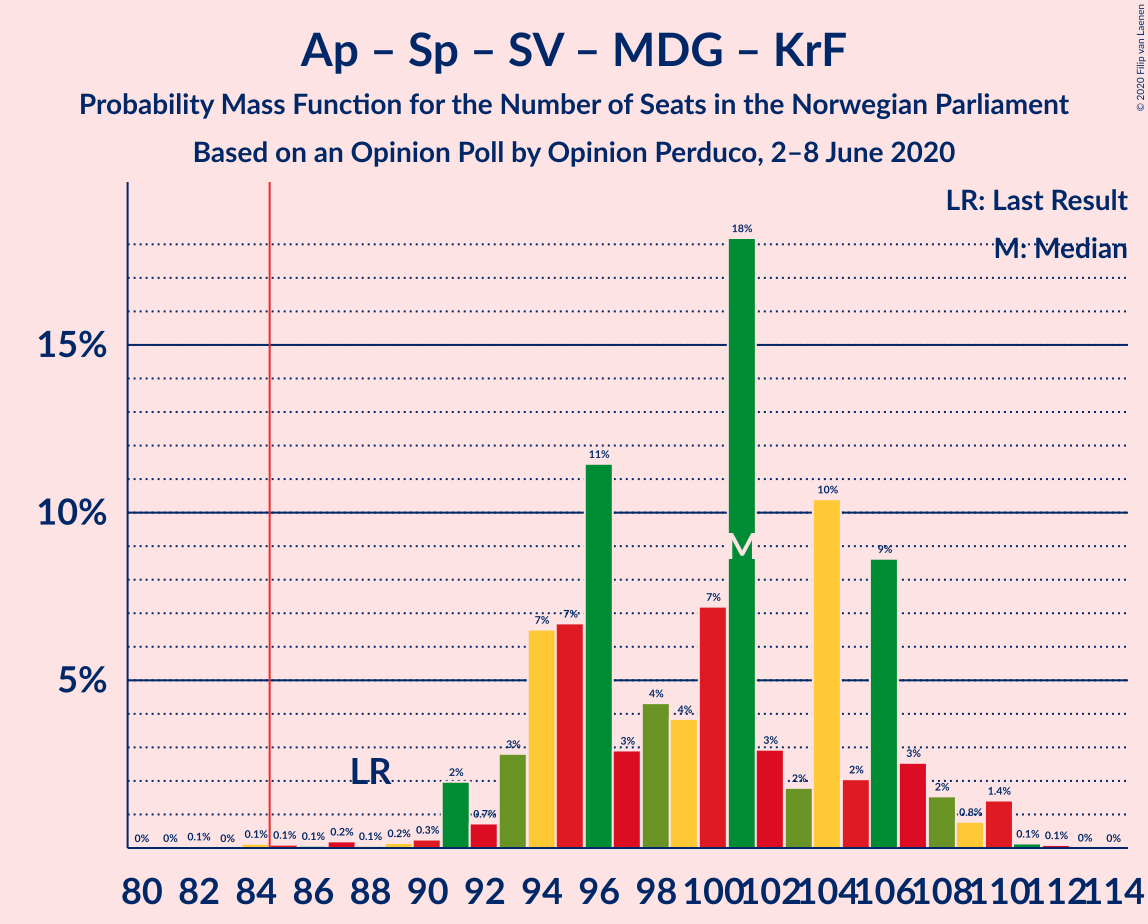 Ap – Sp – SV – MDG – KrF
Probability Mass Function for the Number of Seats in the Norwegian Parliament
Based on an Opinion Poll by Opinion Perduco, 2–8 June 2020
© 2020 Filip van Laenen
LR: Last Result
M: Median
15%
10%
5%
0% 0% 0.1% 0% 0.1% 0.1% 0.1% 0.2% 0.1% 0.2% 0.3% 2% 0.7% 3% 7% 7% 11% 3% 4% 4% 7% 18% 3% 2% 10% 2% 9% 3% 2% 0.8% 1.4% 0.1% 0.1% 0% 0%
LR
M
80 82 84 86 88 90 92 94 96 98 100 102 104 106 108 110 112 114